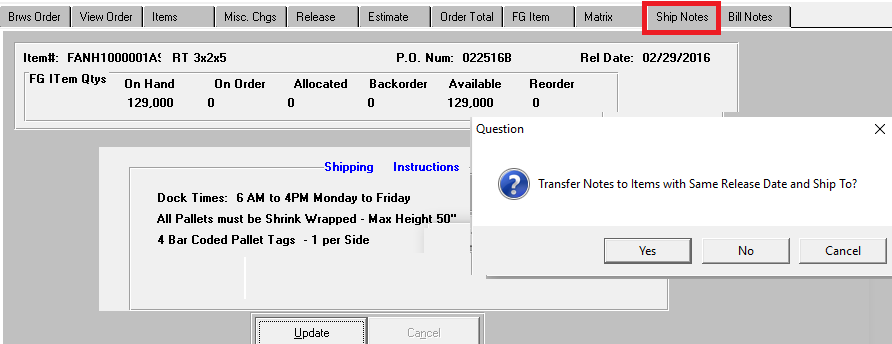 Brws Order View Order Items Misc. Chgs Release Estimate Order Total FG Item Matrix Ship Notes Bill Notes
Item#: FANH1000001AS RT 3x2x5 P.O. Num: 022516B Rel Date: 02/29/2016
FG ITem Qtys On Hand On Order Allocated Backorder Available Reorder
129,000 0 0 0 129,000 0
Question
Shipping Instructions
Transfer Notes to Items with Same Release Date and Ship To?
Dock Times: 6 AM to 4PM Monday to Friday
All Pallets must be Shrink Wrapped - Max Height 50"
4 Bar Coded Pallet Tags - 1 per Side
Yes No Cancel
Update Cancel